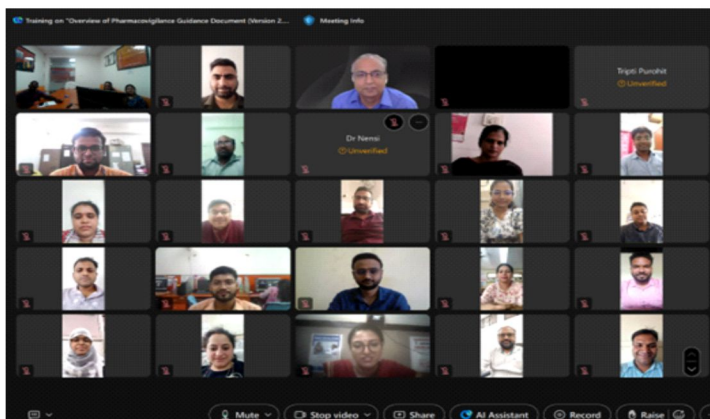 Training on "Overview of Pharmacovigilance Guidance Document (Version 2....
Meeting Info
Tripti Purohit
Unverified
Dr Nensi
Unverified
Mute
Stop video
Share
AI Assistant
Record
Raise